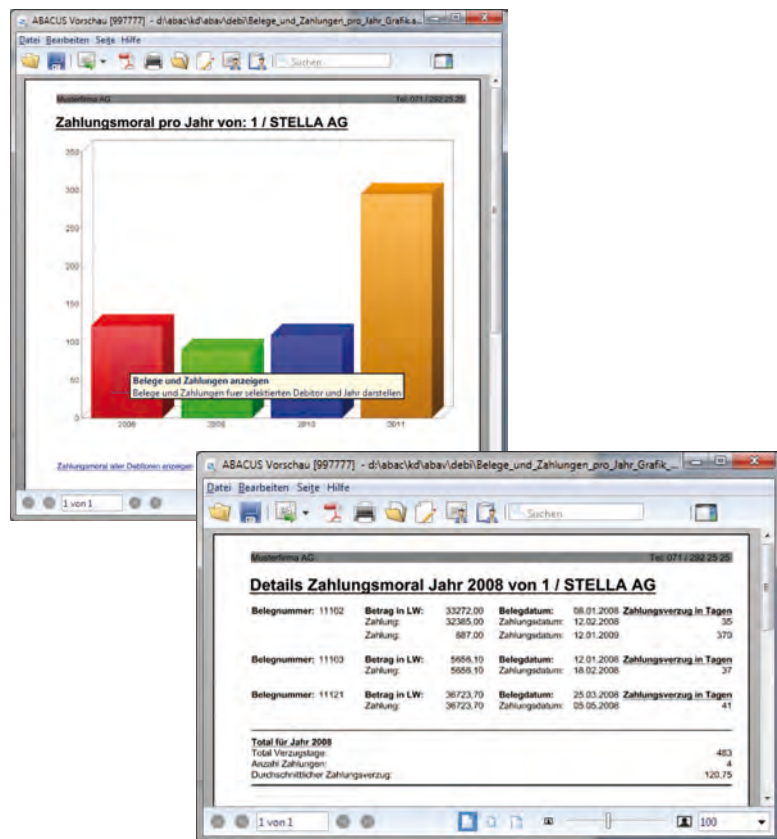 ABACUS Vorschau [997777] - d:\abac\kd\abav\debi\Belege_und_Zahlungen_pro_Jahr_Grafik.a...
Datei Bearbeiten Seite Hilfe
Suchen
Musterfirma AG Tel: 071 / 292 25 25
Zahlungsmoral pro Jahr von: 1 / STELLA AG
350
300
250
200
150
100
50
0
Belege und Zahlungen anzeigen
Belege und Zahlungen fuer selektierten Debitor und Jahr darstellen
2008 2009 2010 2011
Zahlungsmoral aller Debitoren anzeigen
1 von 1
ABACUS Vorschau [997777] - d:\abac\kd\abav\debi\Belege_und_Zahlungen_pro_Jahr_Grafik_...
Datei Bearbeiten Seite Hilfe
Suchen
Musterfirma AG Tel: 071 / 292 25 25
Details Zahlungsmoral Jahr 2008 von 1 / STELLA AG
Belegnummer: 11102 Betrag in LW: 33272,00 Belegdatum: 08.01.2008 Zahlungsverzug in Tagen
Zahlung: 32385,00 Zahlungsdatum: 12.02.2008 35
Zahlung: 887,00 Zahlungsdatum: 12.01.2009 370
Belegnummer: 11103 Betrag in LW: 5656,10 Belegdatum: 12.01.2008 Zahlungsverzug in Tagen
Zahlung: 5656,10 Zahlungsdatum: 18.02.2008 37
Belegnummer: 11121 Betrag in LW: 36723,70 Belegdatum: 25.03.2008 Zahlungsverzug in Tagen
Zahlung: 36723,70 Zahlungsdatum: 05.05.2008 41
Total für Jahr 2008
Total Verzugstage: 483
Anzahl Zahlungen: 4
Durchschnittlicher Zahlungsverzug: 120,75
1 von 1
100